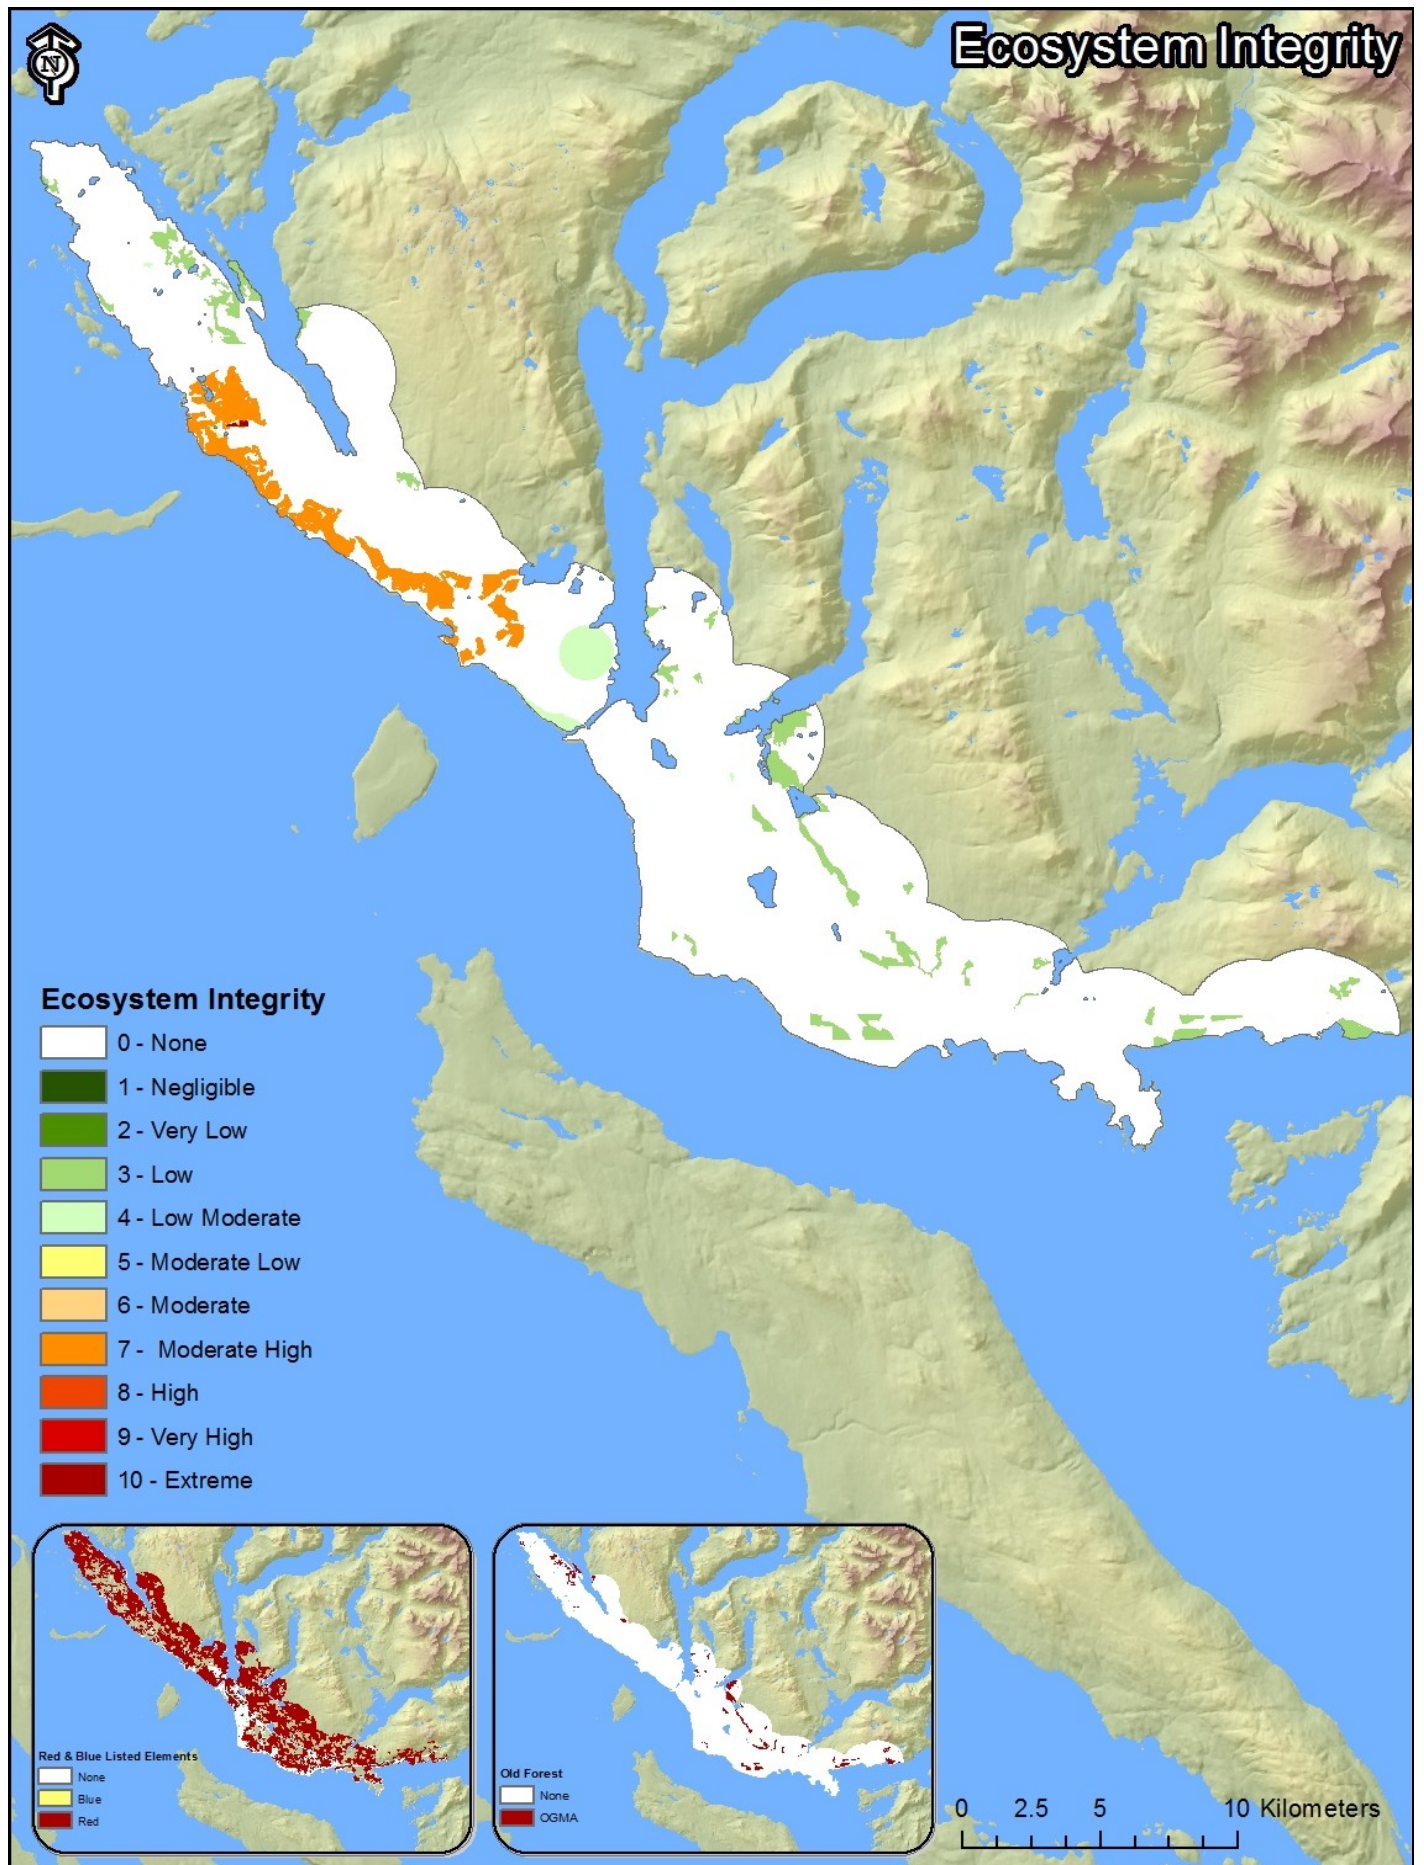 Ecosystem Integrity
N
Ecosystem Integrity
0 - None
1 - Negligible
2 - Very Low
3 - Low
4 - Low Moderate
5 - Moderate Low
6 - Moderate
7 -  Moderate High
8 - High
9 - Very High
10 - Extreme
Red & Blue Listed Elements
None
Blue
Red
Old Forest
None
OGMA
0 2.5 5 10 Kilometers